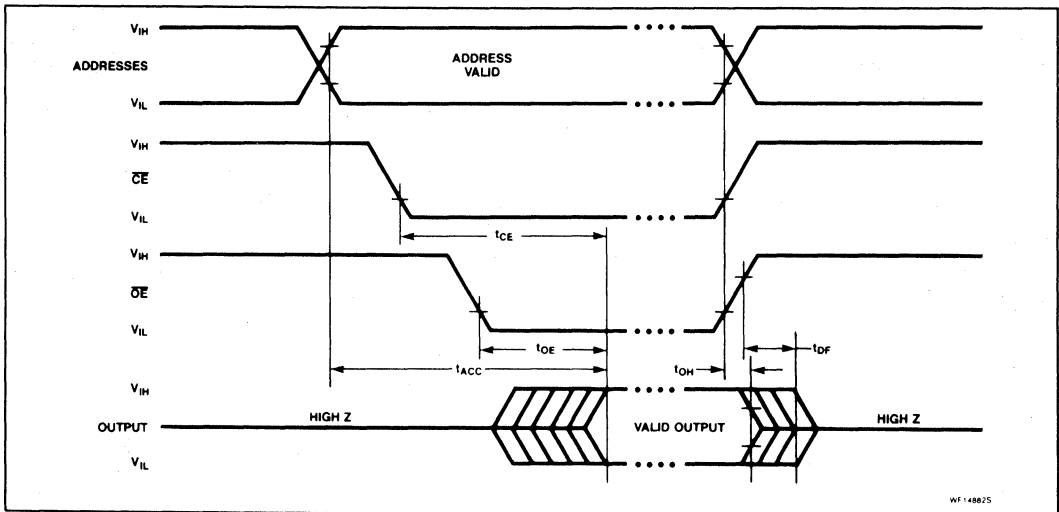 VIH
ADDRESSES
ADDRESS
VALID
VIL
VIH
CE
VIL
tCE
VIH
OE
VIL
tOE
tDF
tACC
tOH
VIH
HIGH Z
OUTPUT
VALID OUTPUT
HIGH Z
VIL
WF14882S